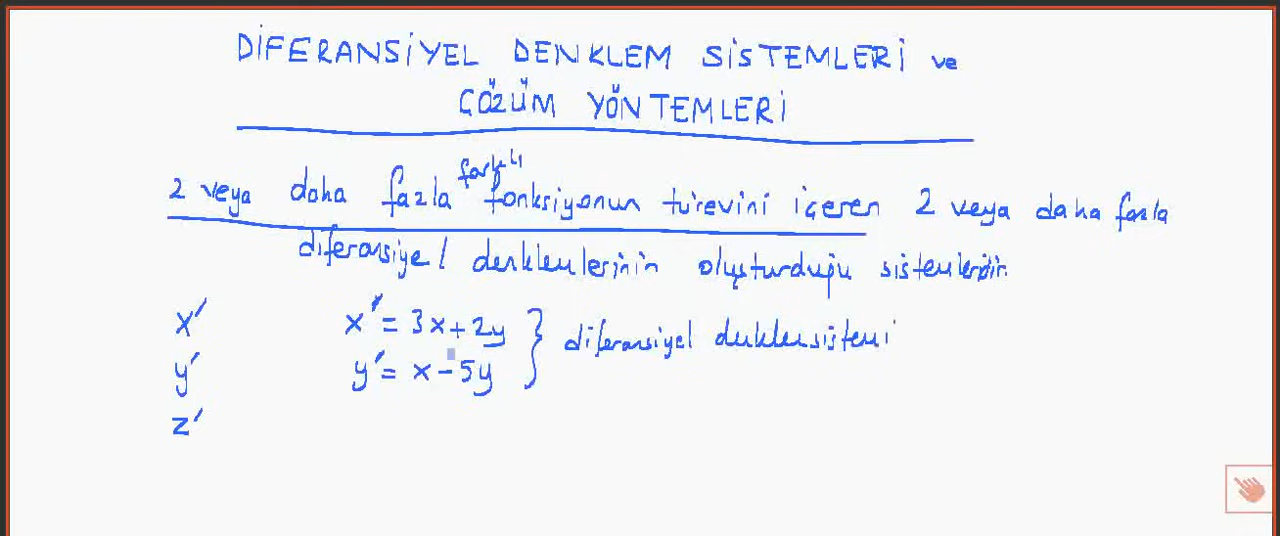 DİFERANSİYEL DENKLEM SİSTEMLERİ ve
ÇÖZÜM YÖNTEMLERİ
2 veya daha fazla farklı fonksiyonun türevini içeren 2 veya daha fazla
diferansiyel denklemlerinin oluşturduğu sistemlerdir.
x' x' = 3x + 2y } diferansiyel denklem sistemi
y' y' = x - 5y
z'